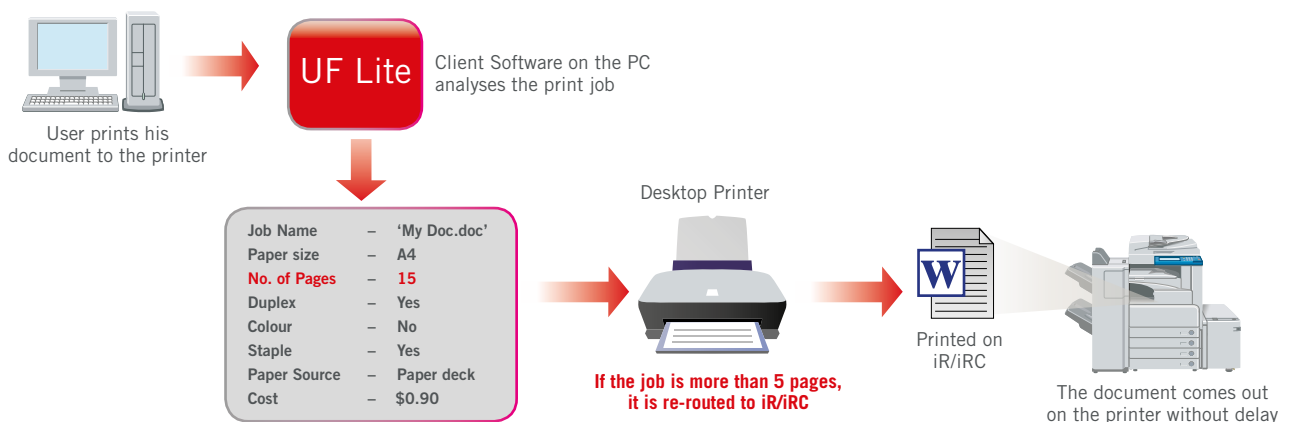 User prints his
document to the printer
UF Lite
Client Software on the PC
analyses the print job
Job Name – ‘My Doc.doc’
Paper size – A4
No. of Pages – 15
Duplex – Yes
Colour – No
Staple – Yes
Paper Source – Paper deck
Cost – $0.90
Desktop Printer
If the job is more than 5 pages,
it is re-routed to iR/iRC
W
Printed on
iR/iRC
The document comes out
on the printer without delay